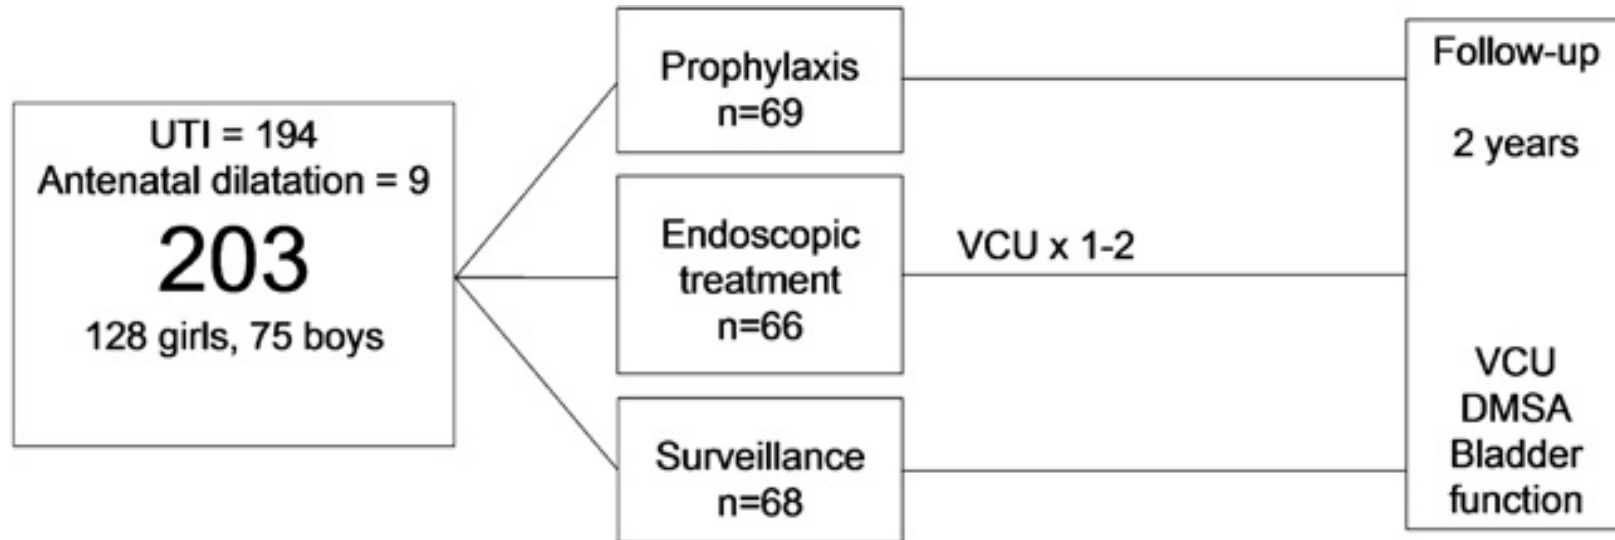 UTI = 194
Antenatal dilatation = 9
203
128 girls, 75 boys
Prophylaxis
n=69
Endoscopic
treatment
n=66
VCU x 1-2
Surveillance
n=68
Follow-up
2 years
VCU
DMSA
Bladder
function